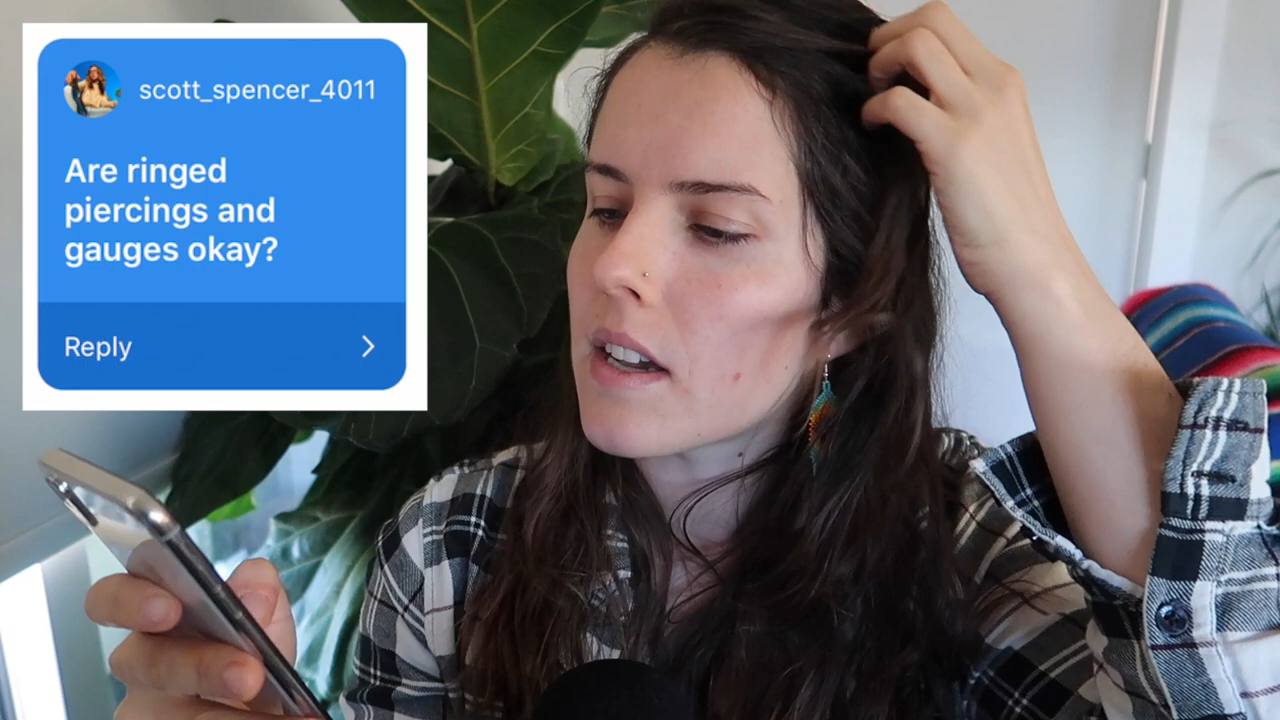 scott_spencer_4011
Are ringed
piercings and
gauges okay?
Reply